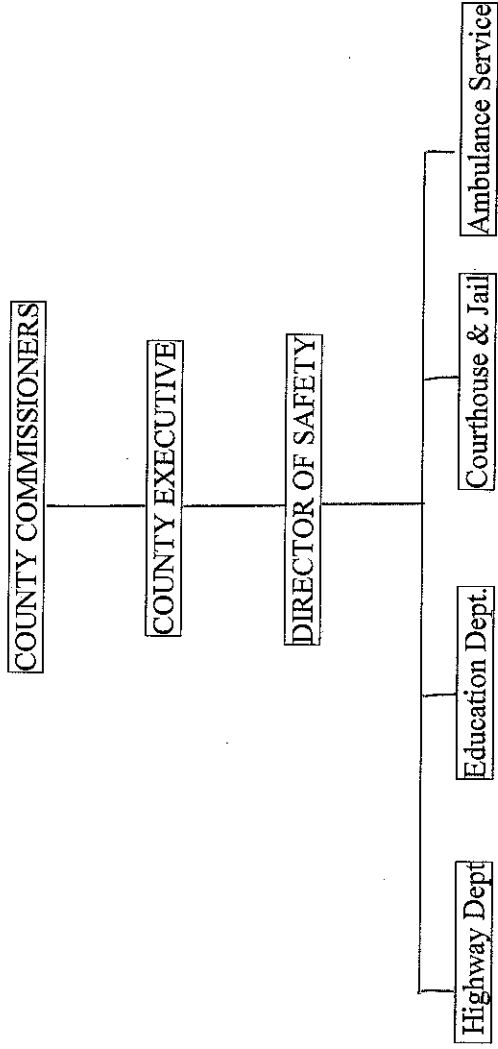 COUNTY COMMISSIONERS
COUNTY EXECUTIVE
DIRECTOR OF SAFETY
Highway Dept
Education Dept.
Courthouse & Jail
Ambulance Service